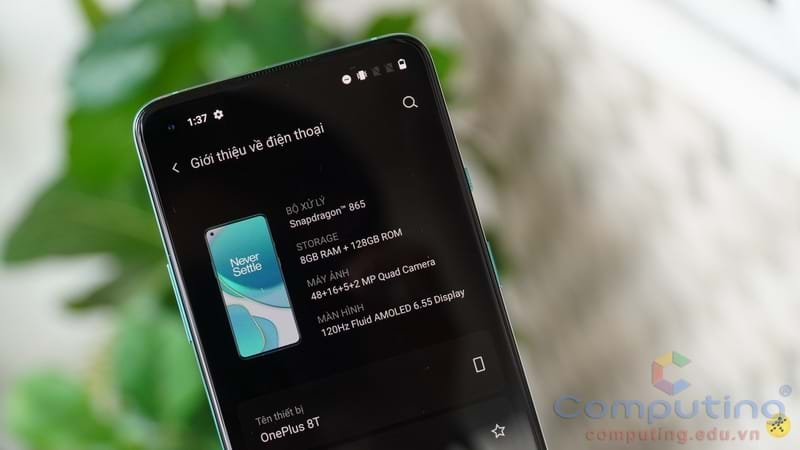 1:37
Giới thiệu về điện thoại
BỘ XỬ LÝ
Snapdragon™ 865
STORAGE
8GB RAM + 128GB ROM
MÁY ẢNH
48+16+5+2 MP Quad Camera
MÀN HÌNH
120Hz Fluid AMOLED 6.55 Display
Never
Settle
Tên thiết bị
OnePlus 8T
Computing®
computing.edu.vn